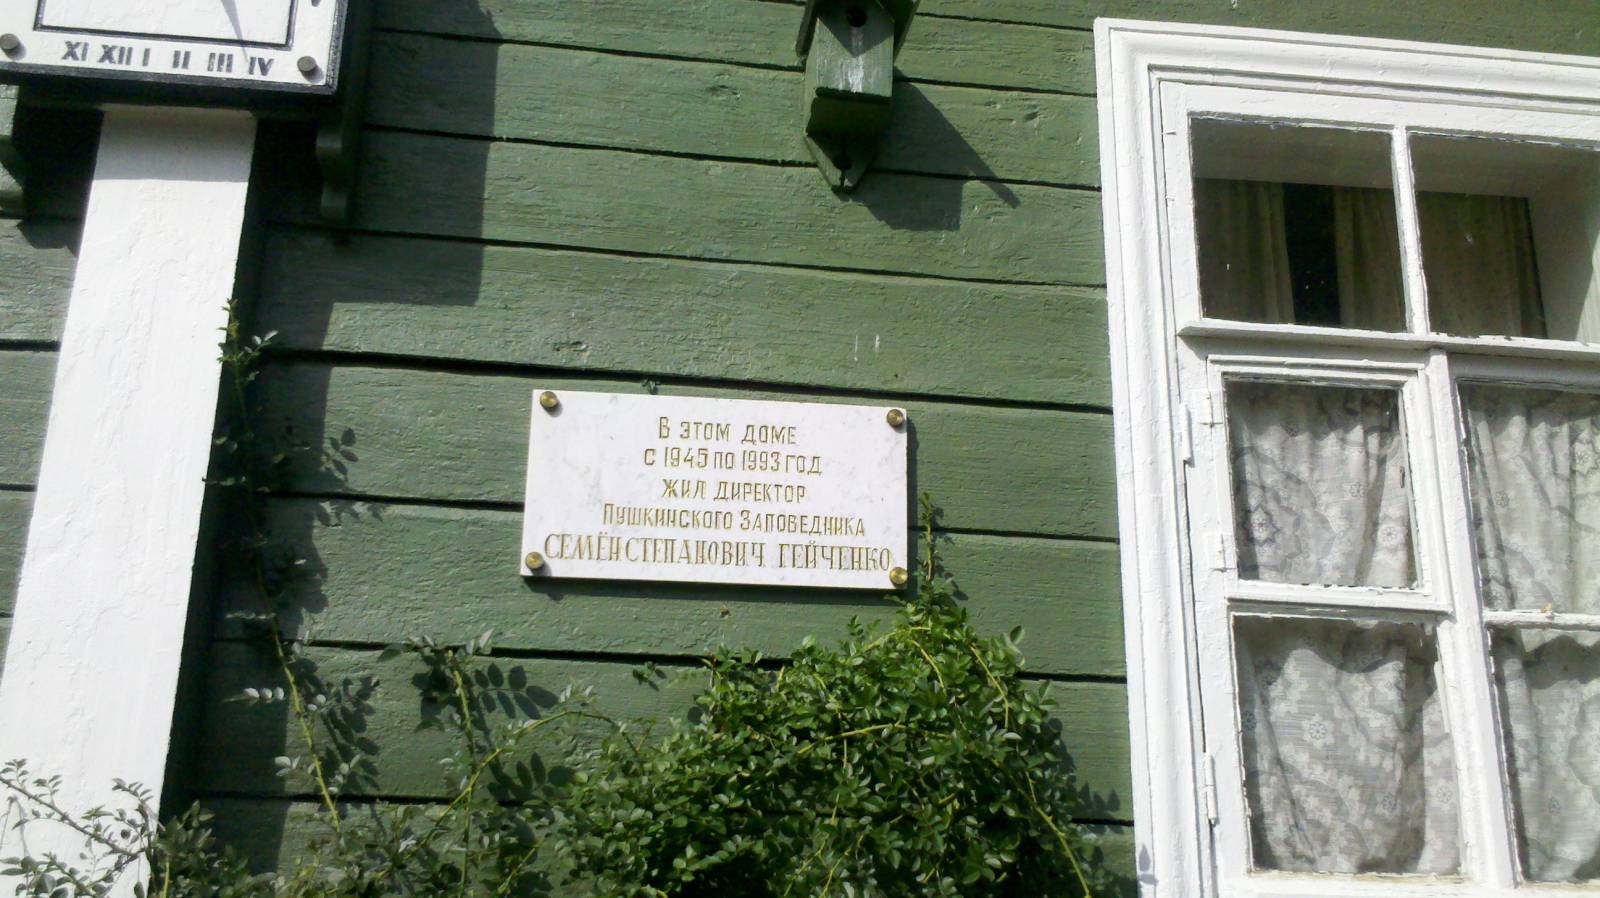 XI XII I II III IV
В ЭТОМ ДОМЕ
С 1945 ПО 1993 ГОД
ЖИЛ ДИРЕКТОР
ПУШКИНСКОГО ЗАПОВЕДНИКА
СЕМЁН СТЕПАНОВИЧ ГЕЙЧЕНКО